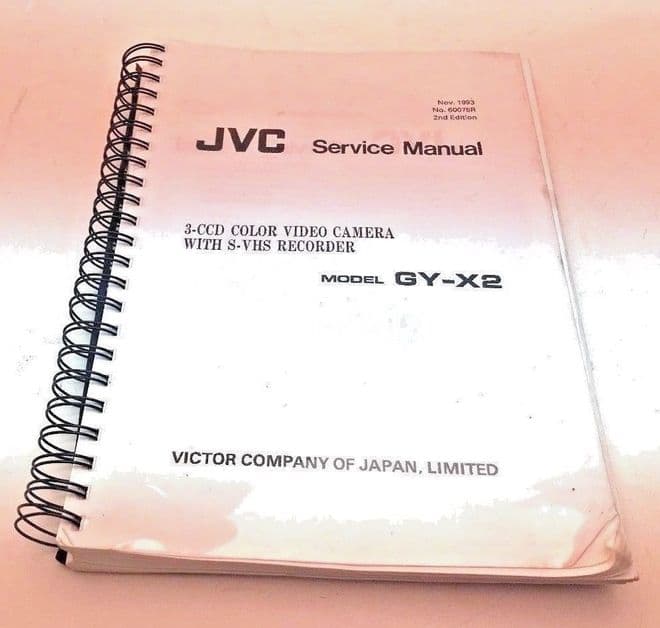 Nov. 1993
No. 60075R
2nd Edition
JVC Service Manual
3-CCD COLOR VIDEO CAMERA
WITH S-VHS RECORDER
MODEL GY-X2
VICTOR COMPANY OF JAPAN, LIMITED